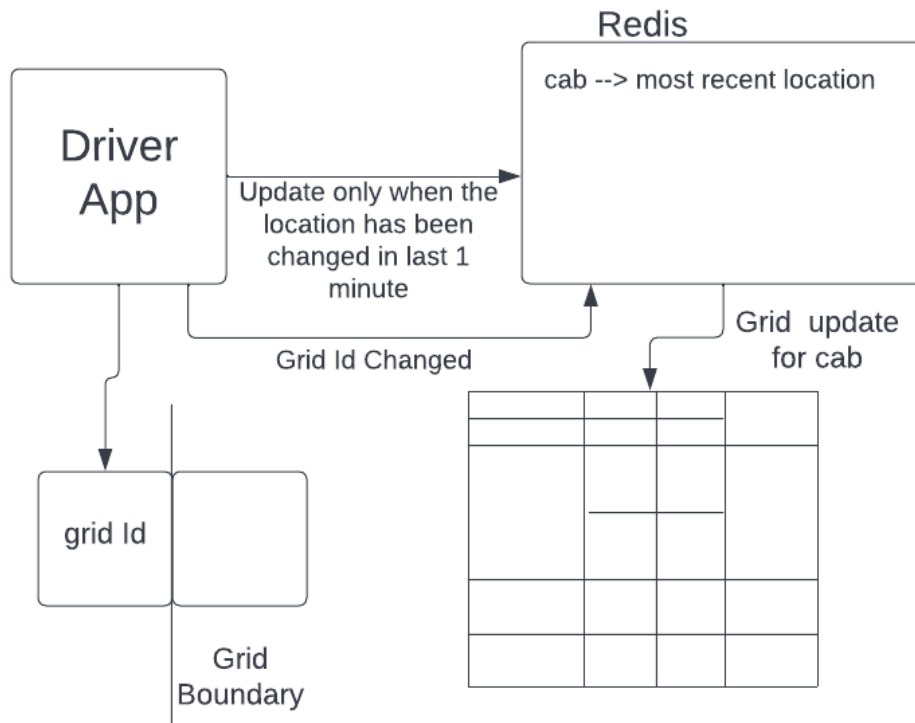 Redis
cab --> most recent location
Driver
App
Update only when the
location has been
changed in last 1
minute
Grid Id Changed
Grid update
for cab
grid Id
Grid
Boundary